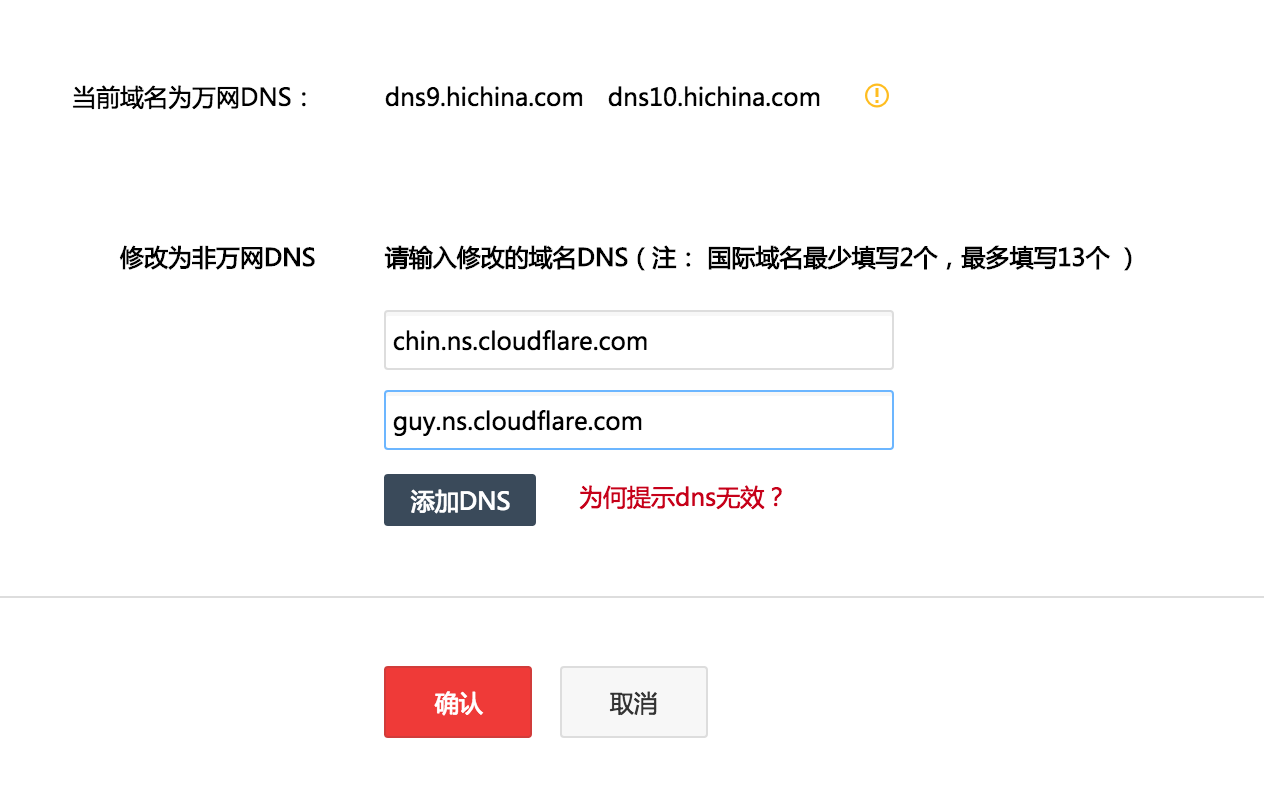 当前域名为万网DNS： dns9.hichina.com dns10.hichina.com
修改为非万网DNS 请输入修改的域名DNS（注： 国际域名最少填写2个，最多填写13个 ）
chin.ns.cloudflare.com
guy.ns.cloudflare.com
添加DNS 为何提示dns无效？
确认 取消